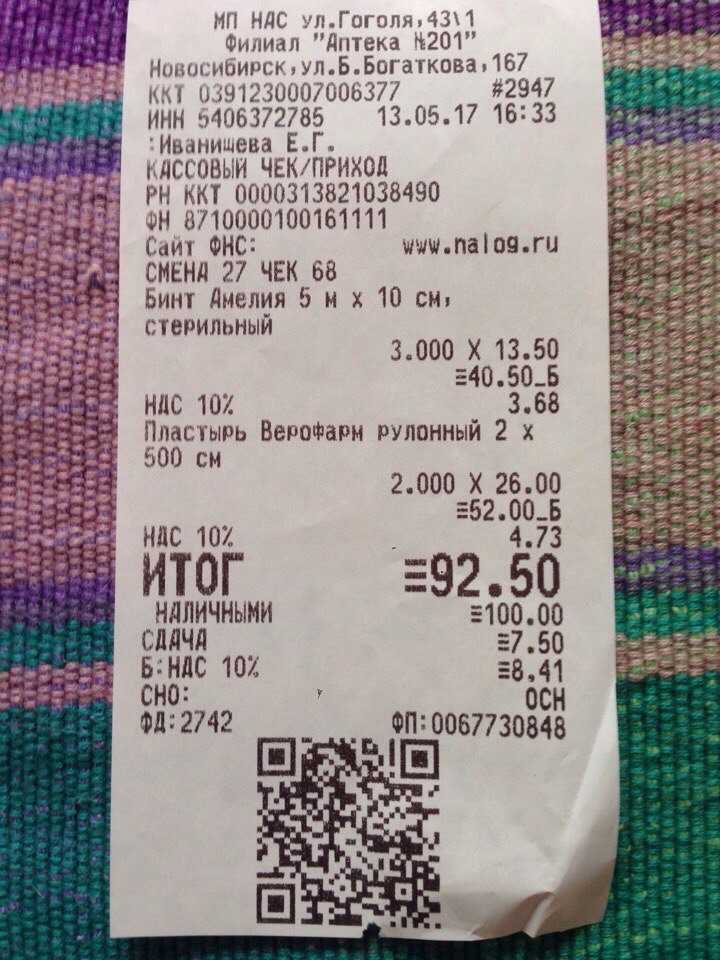 МП НАС ул.Гоголя,43\1
Филиал "Аптека №201"
Новосибирск,ул.Б.Богаткова,167
ККТ 0391230007006377 #2947
ИНН 5406372785 13.05.17 16:33
:Иванищева Е.Г.
КАССОВЫЙ ЧЕК/ПРИХОД
РН ККТ 0000313821038490
ФН 8710000100161111
Сайт ФНС: www.nalog.ru
СМЕНА 27 ЧЕК 68
Бинт Амелия 5 м х 10 см,
стерильный
3.000 X 13.50
≡40.50_Б
НДС 10% 3.68
Пластырь Верофарм рулонный 2 х
500 см
2.000 X 26.00
≡52.00_Б
НДС 10% 4.73
ИТОГ ≡92.50
НАЛИЧНЫМИ ≡100.00
СДАЧА ≡7.50
Б:НДС 10% ≡8.41
СНО: ОСН
ФД:2742 ФП:0067730848